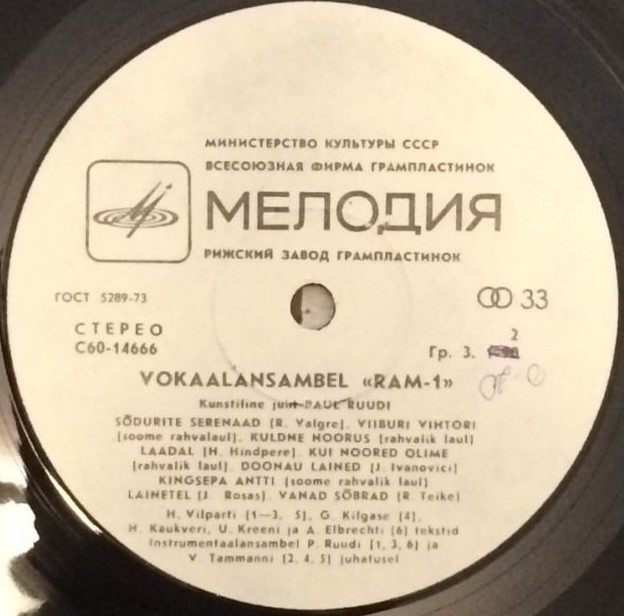 МИНИСТЕРСТВО КУЛЬТУРЫ СССР
ВСЕСОЮЗНАЯ ФИРМА ГРАМПЛАСТИНОК
МЕЛОДИЯ
РИЖСКИЙ ЗАВОД ГРАМПЛАСТИНОК
ГОСТ 5289-73
33
СТЕРЕО
С60-14666
2
Гр. 3.
VOKAALANSAMBEL «RAM-1»
Kunstiline juht PAUL RUUDI
SÕDURITE SERENAAD (R. Valgre). VIIBURI VIHTORI
(soome rahvalaul). KULDNE NOORUS (rahvalik laul)
LAADAL (H. Hindpere). KUI NOORED OLIME
(rahvalik laul). DOONAU LAINED (J. Ivanovici)
KINGSEPA ANTTI (soome rahvalaul)
LAINETEL (J. Rosas). VANAD SÕBRAD (R Teike)
H. Vilparti (1—3, 5), G. Kilgase (4),
H. Kaukveri, U. Kreeni ja A. Elbrechti (6) tekstid
Instrumentaalansambel P. Ruudi (1, 3, 6) ja
V. Tammanni (2, 4, 5) juhatusel